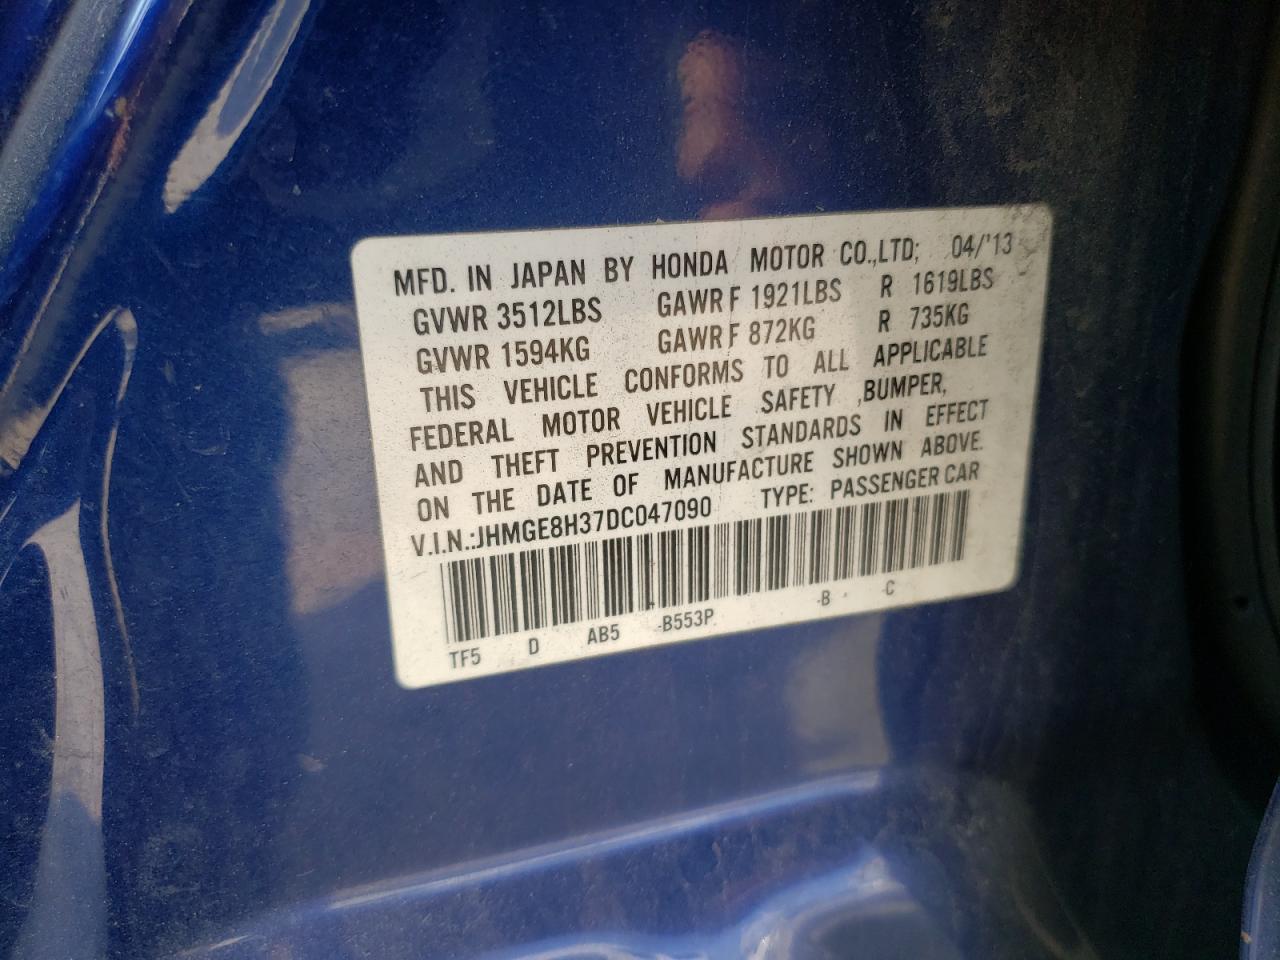 MFD. IN JAPAN BY HONDA MOTOR CO.,LTD; 04/'13
GVWR 3512LBS GAWR F 1921LBS R 1619LBS
GVWR 1594KG GAWR F 872KG R 735KG
THIS VEHICLE CONFORMS TO ALL APPLICABLE
FEDERAL MOTOR VEHICLE SAFETY ,BUMPER,
AND THEFT PREVENTION STANDARDS IN EFFECT
ON THE DATE OF MANUFACTURE SHOWN ABOVE.
V.I.N.:JHMGE8H37DC047090 TYPE: PASSENGER CAR
TF5 D AB5 -B553P -B -C